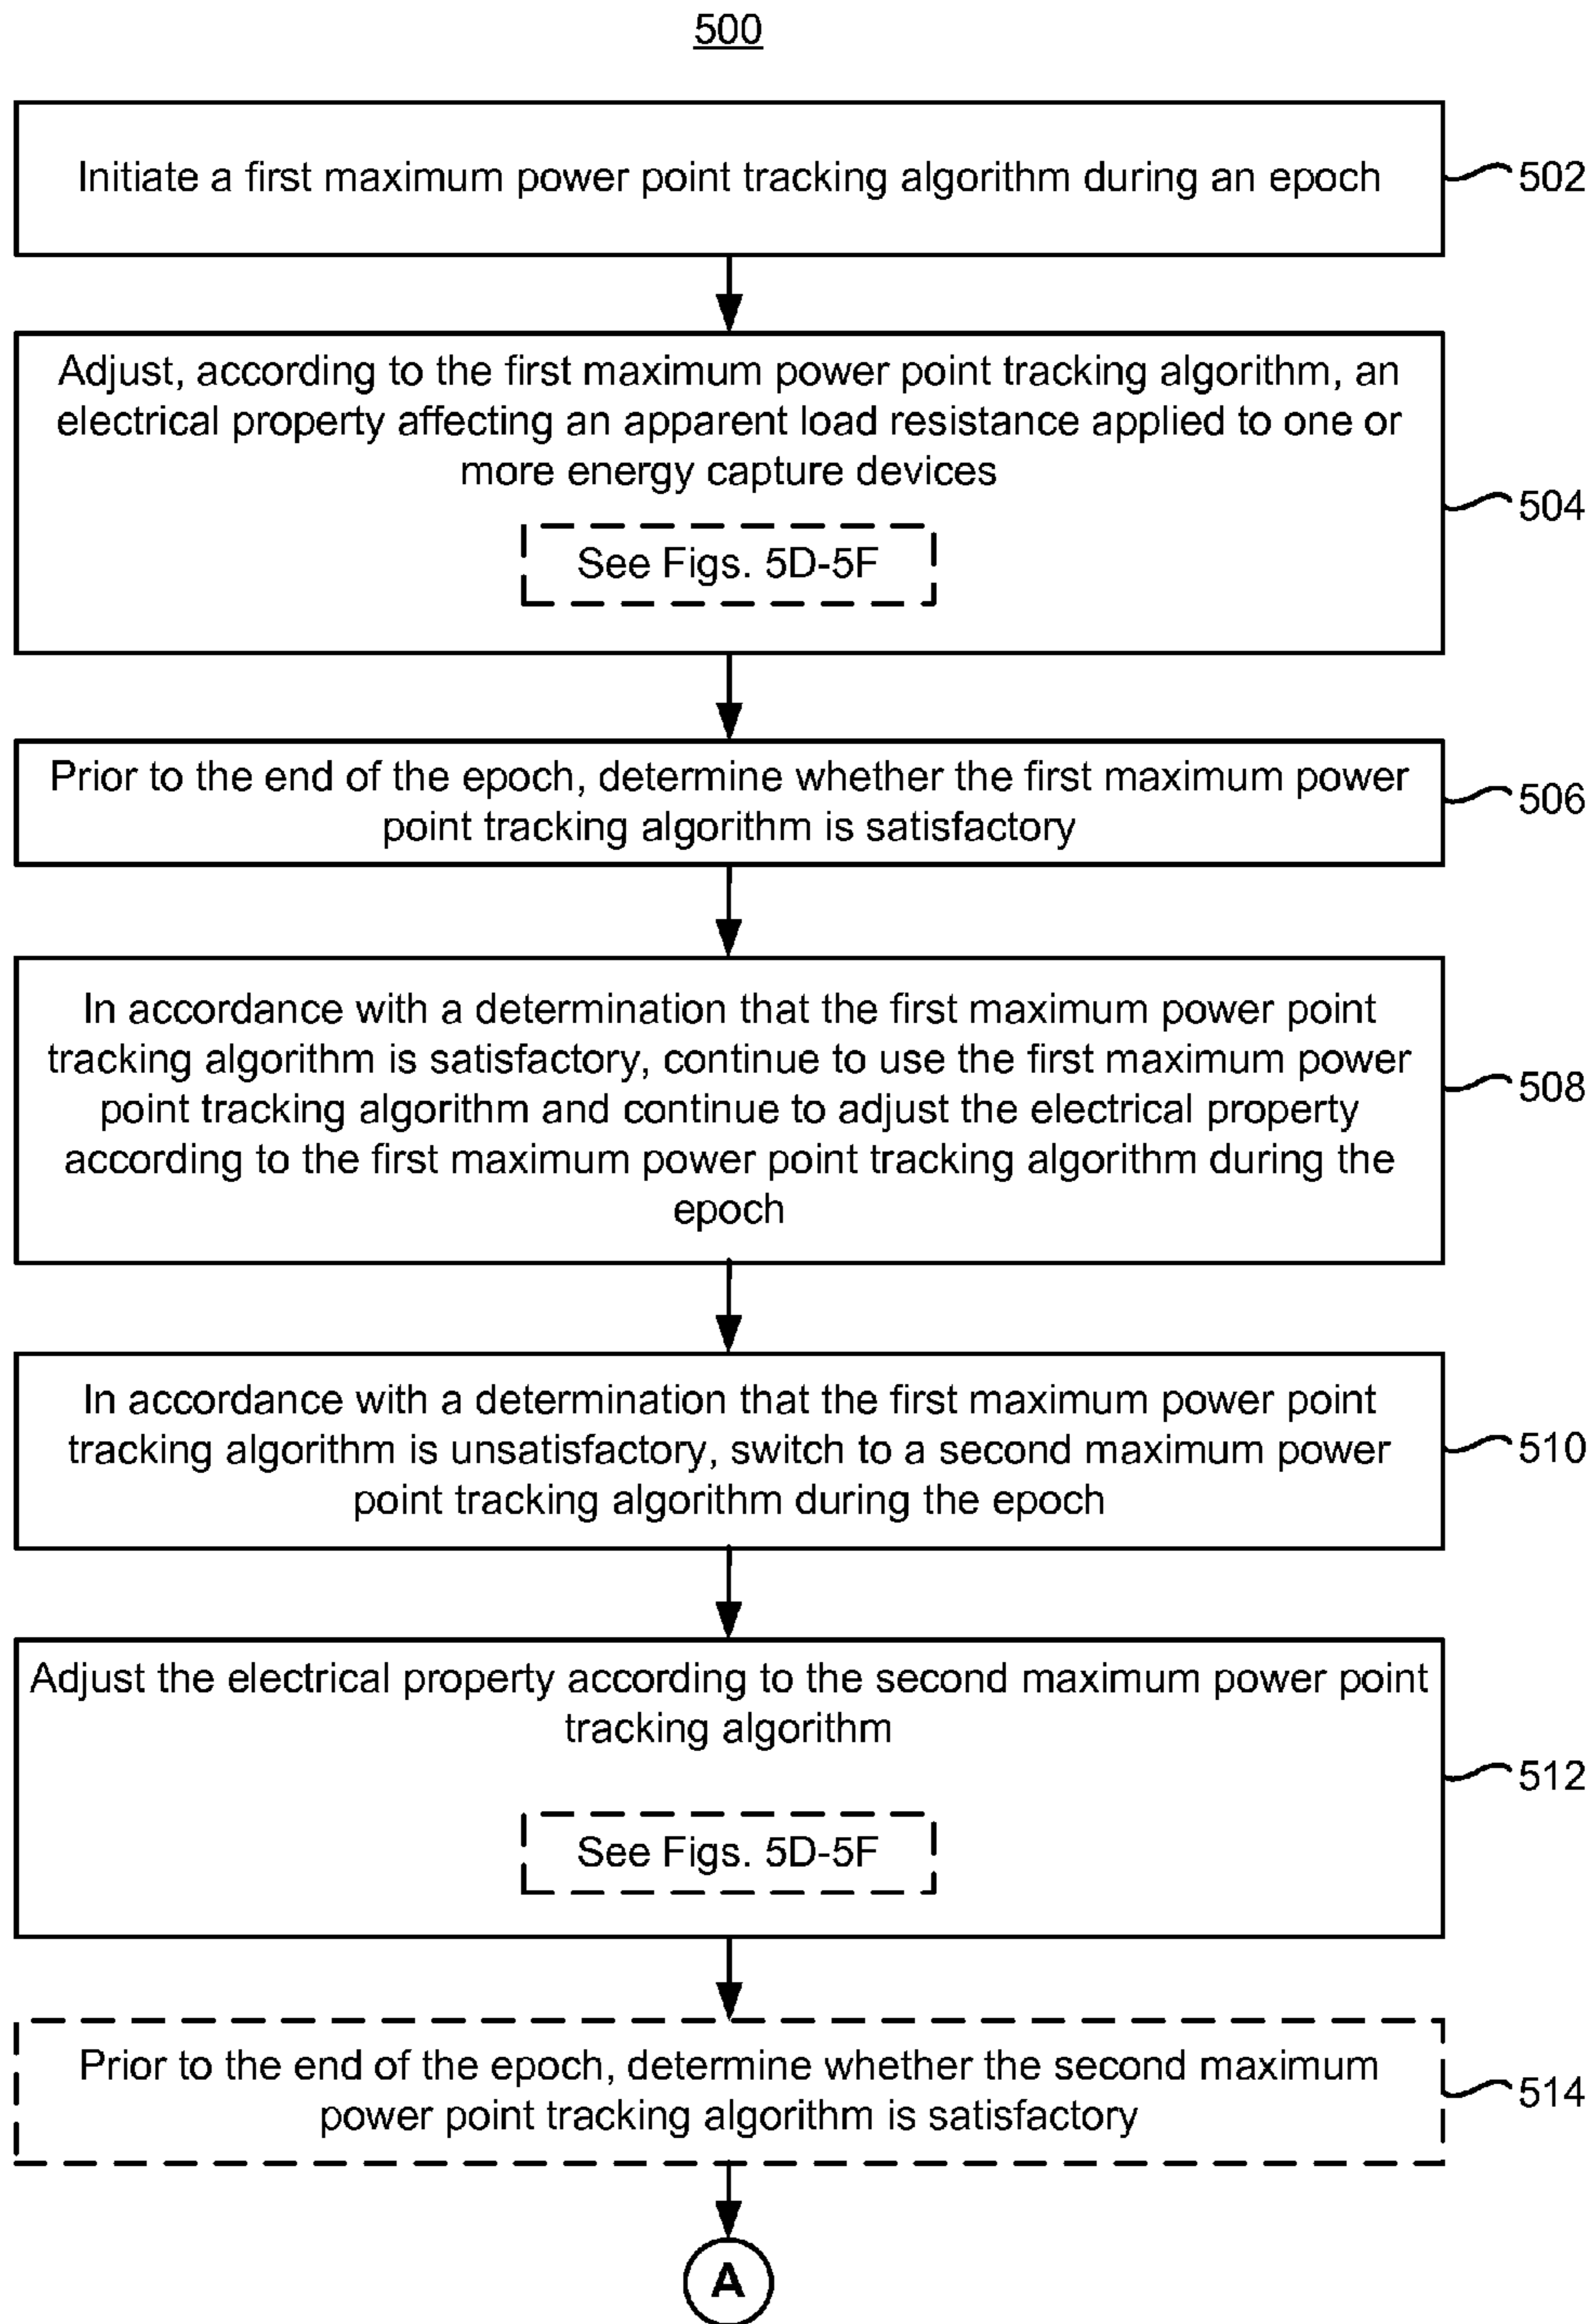 500
Initiate a first maximum power point tracking algorithm during an epoch
502
Adjust, according to the first maximum power point tracking algorithm, an
electrical property affecting an apparent load resistance applied to one or
more energy capture devices
See Figs. 5D-5F
504
Prior to the end of the epoch, determine whether the first maximum power
point tracking algorithm is satisfactory
506
In accordance with a determination that the first maximum power point
tracking algorithm is satisfactory, continue to use the first maximum power
point tracking algorithm and continue to adjust the electrical property
according to the first maximum power point tracking algorithm during the
epoch
508
In accordance with a determination that the first maximum power point
tracking algorithm is unsatisfactory, switch to a second maximum power
point tracking algorithm during the epoch
510
Adjust the electrical property according to the second maximum power point
tracking algorithm
See Figs. 5D-5F
512
Prior to the end of the epoch, determine whether the second maximum
power point tracking algorithm is satisfactory
514
A